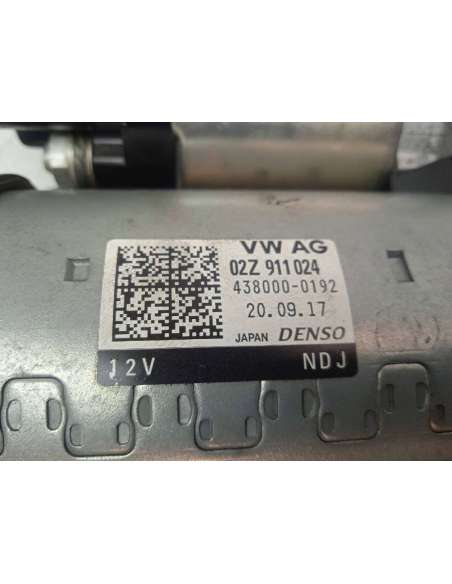 VW AG
02Z 911 024
438000-0192
20.09.17
JAPAN DENSO
12V NDJ